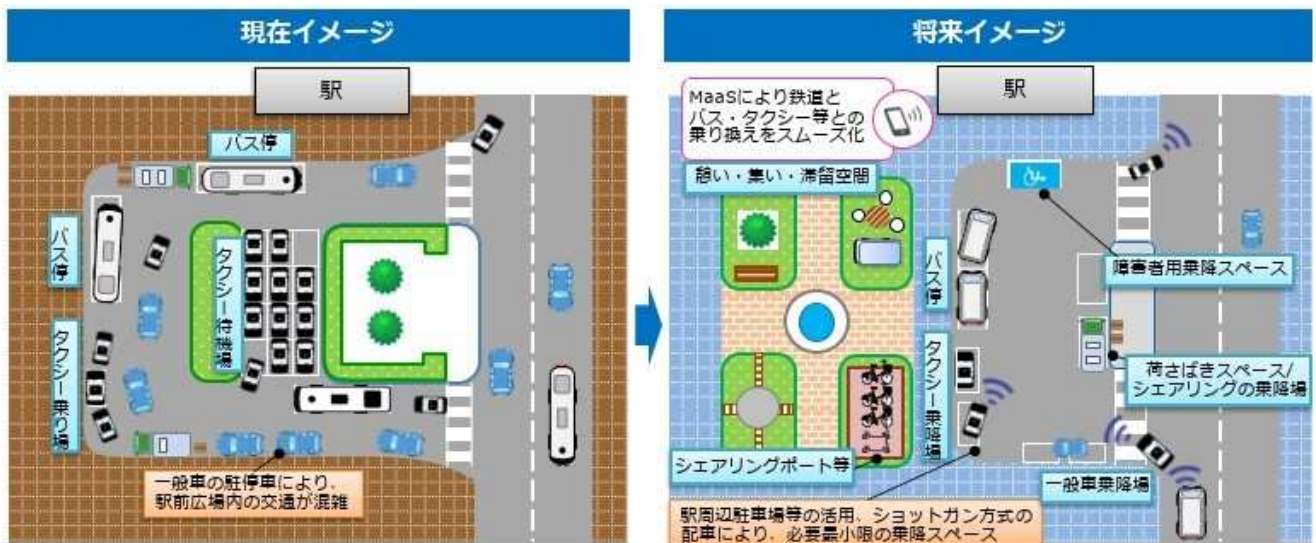 現在イメージ
駅
バス停
バス停
タクシー待機場
タクシー乗り場
一般車の駐停車により、
駅前広場内の交通が混雑
将来イメージ
駅
MaaSにより鉄道と
バス・タクシー等との
乗り換えをスムーズ化
憩い・集い・滞留空間
バス停
障害者用乗降スペース
タクシー乗降場
荷さばきスペース/
シェアリングの乗降場
シェアリングポート等
一般車乗降場
駅周辺駐車場等の活用、ショットガン方式の
配車により、必要最小限の乗降スペース